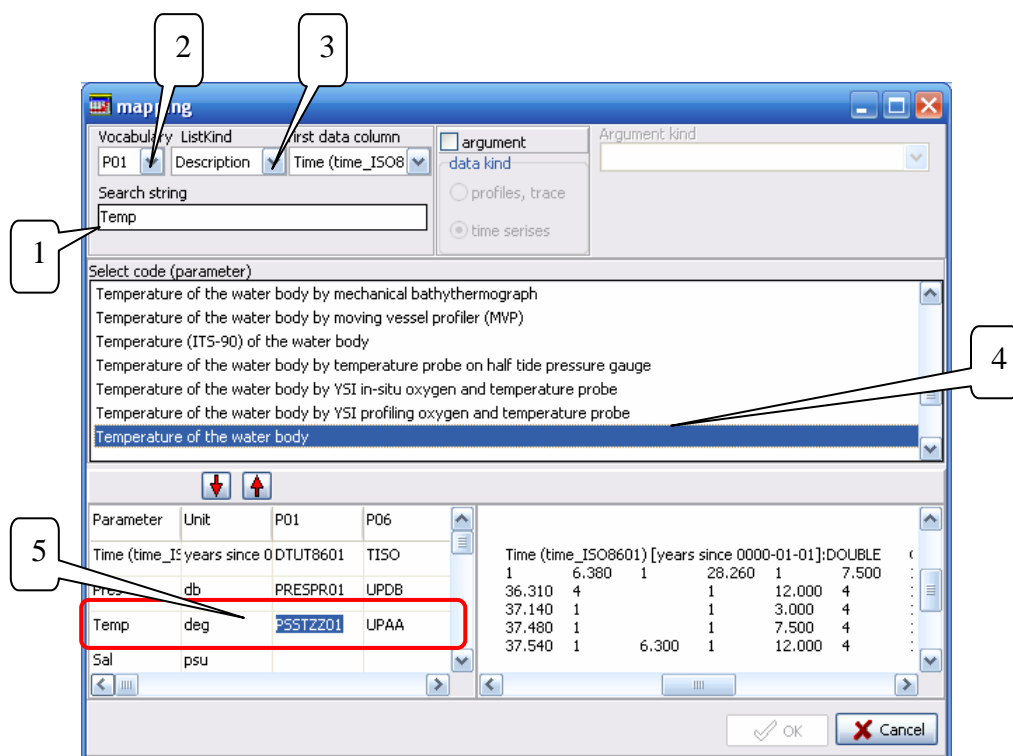 2
3
mapping
Vocabulary ListKind First data column
P01 Description Time (time_ISO8
argument
Argument kind
data kind
profiles, trace
time serises
Search string
Temp
1
Select code (parameter)
Temperature of the water body by mechanical bathythermograph
Temperature of the water body by moving vessel profiler (MVP)
Temperature (ITS-90) of the water body
Temperature of the water body by temperature probe on half tide pressure gauge
Temperature of the water body by YSI in-situ oxygen and temperature probe
Temperature of the water body by YSI profiling oxygen and temperature probe
Temperature of the water body
4
5
Parameter Unit P01 P06
Time (time_IS years since 0 DTUT8601 TISO
Pres db PRESPR01 UPDB
Temp deg PSSTZZ01 UPAA
Sal psu
Time (time_ISO8601) [years since 0000-01-01]:DOUBLE
1 6.380 1 28.260 1 7.500
36.310 4 1 12.000 4
37.140 1 1 3.000 4
37.480 1 1 7.500 4
37.540 1 6.300 1 12.000 4
OK Cancel